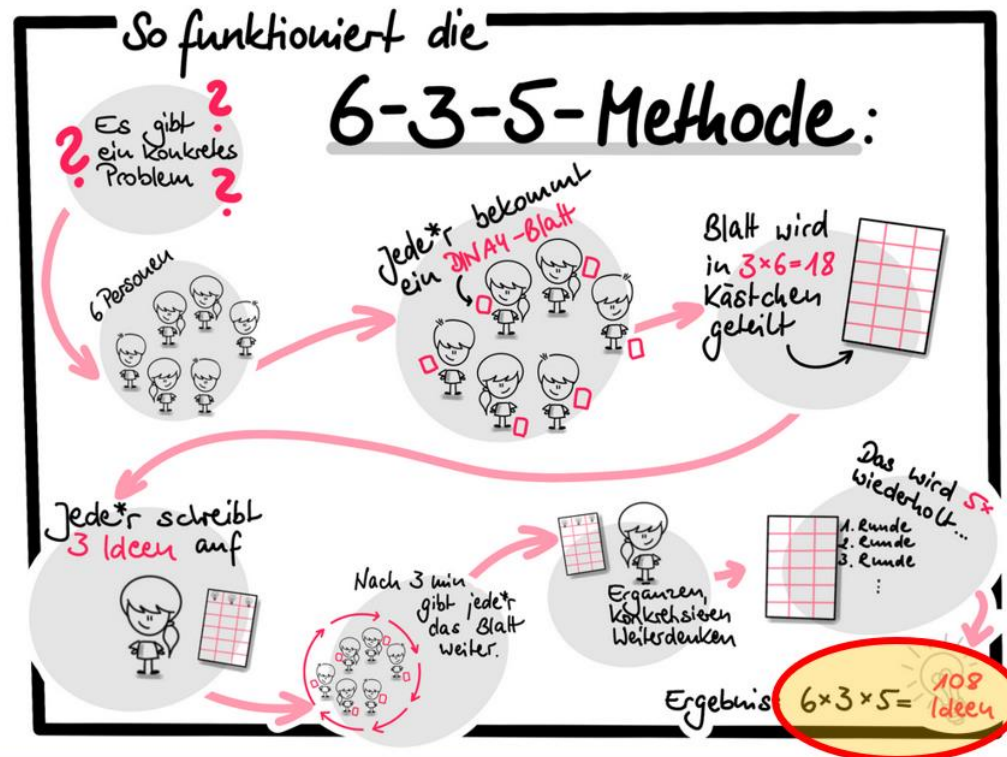 So funktioniert die
6-3-5-Methode:
Es gibt
ein konkretes
Problem
? ? ?
6 Personen
Jede*r bekommt
ein DINA4-Blatt
Blatt wird
in 3×6=18
Kästchen
geteilt
Jede*r schreibt
3 Ideen auf
Nach 3 min
gibt jede*r
das Blatt
weiter.
Ergänzen,
konkretisieren
Weiterdenken
Das wird 5x
wiederholt...
1. Runde
2. Runde
3. Runde
:
Ergebnis: 6×3×5= 108
Ideen